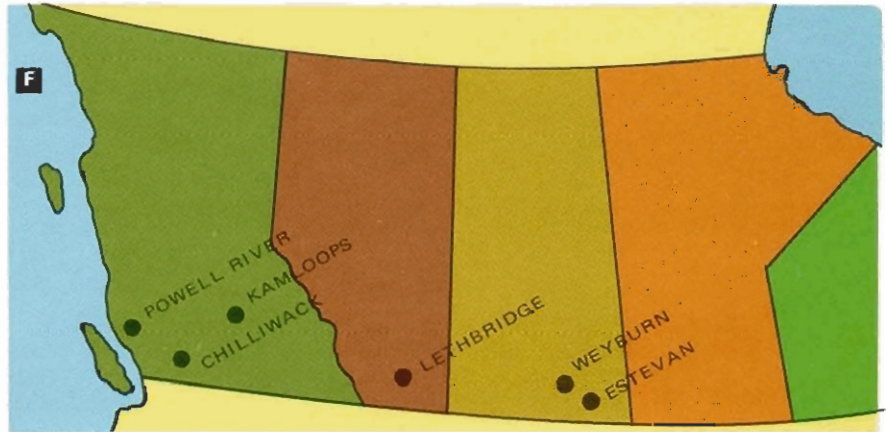 F
POWELL RIVER
KAMLOOPS
CHILLIWACK
LETHBRIDGE
WEYBURN
ESTEVAN